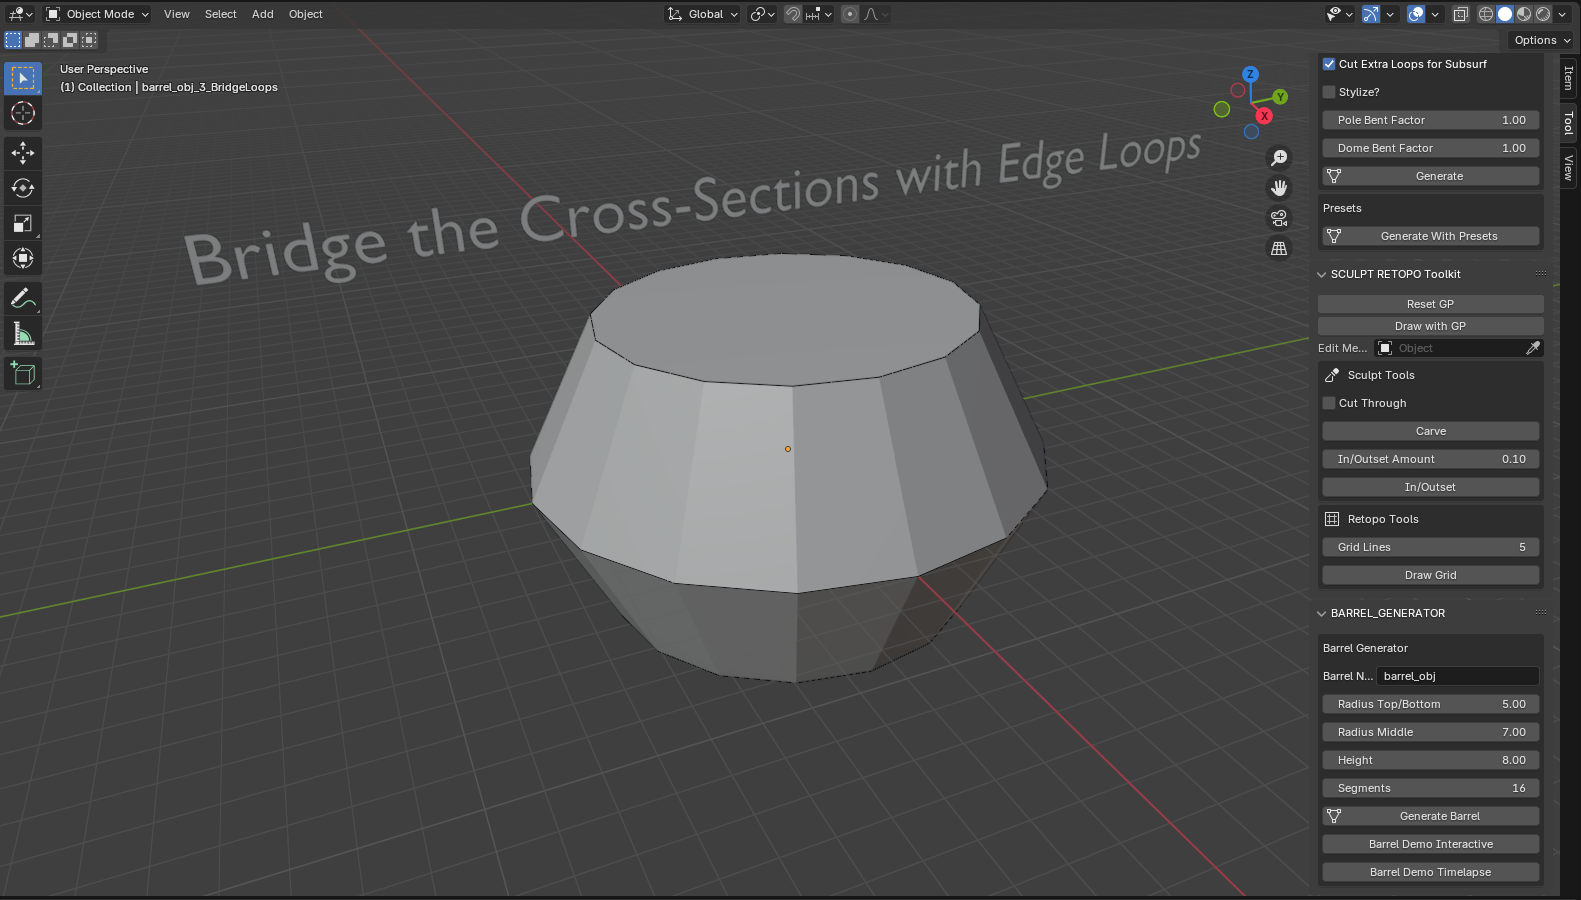 Object Mode View Select Add Object Global
Options
User Perspective
(1) Collection | barrel_obj_3_BridgeLoops
Z
Y
X
Bridge the Cross-Sections with Edge Loops
Item
Tool
View
Cut Extra Loops for Subsurf
Stylize?
Pole Bent Factor 1.00
Dome Bent Factor 1.00
Generate
Presets
Generate With Presets
SCULPT RETOPO Toolkit
Reset GP
Draw with GP
Edit Me... Object
Sculpt Tools
Cut Through
Carve
In/Outset Amount 0.10
In/Outset
Retopo Tools
Grid Lines 5
Draw Grid
BARREL_GENERATOR
Barrel Generator
Barrel N... barrel_obj
Radius Top/Bottom 5.00
Radius Middle 7.00
Height 8.00
Segments 16
Generate Barrel
Barrel Demo Interactive
Barrel Demo Timelapse